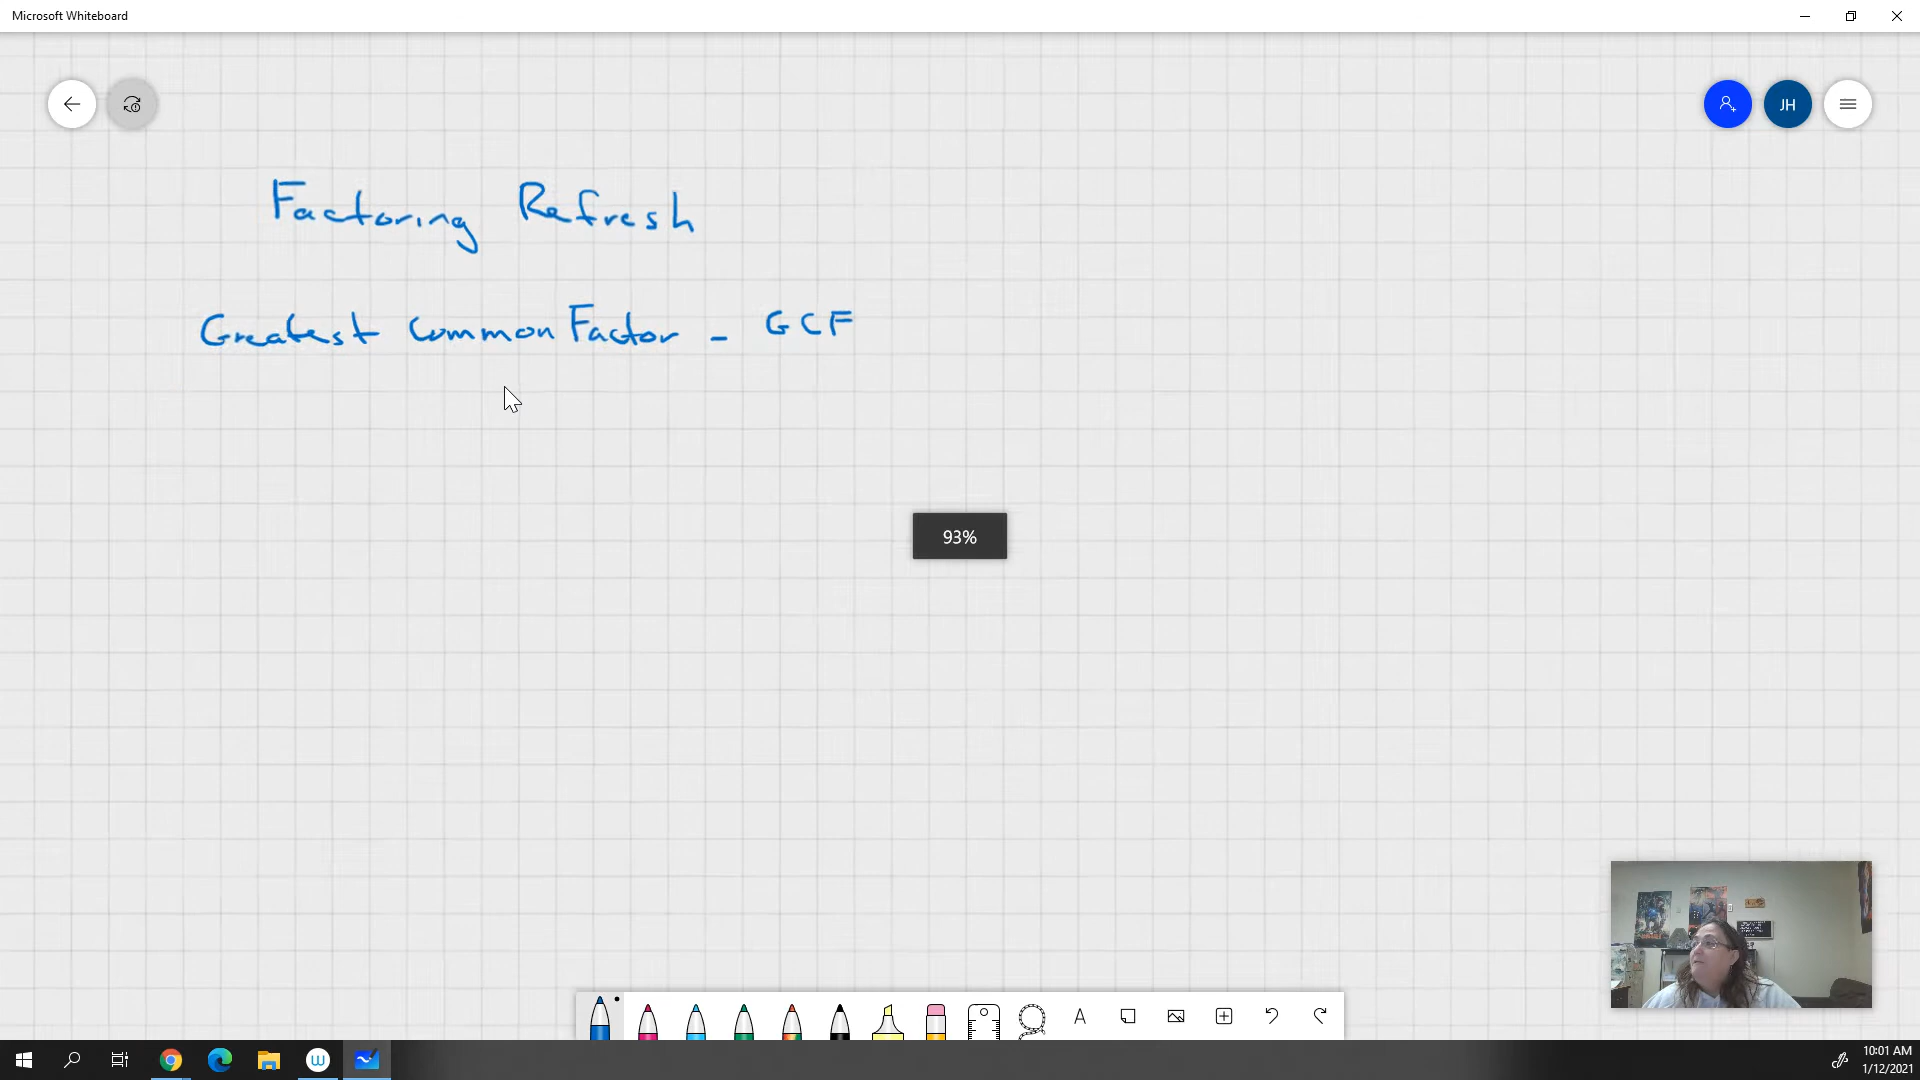 Microsoft Whiteboard
JH
Factoring Refresh
Greatest Common Factor - GCF
93%
A
10:01 AM
1/12/2021